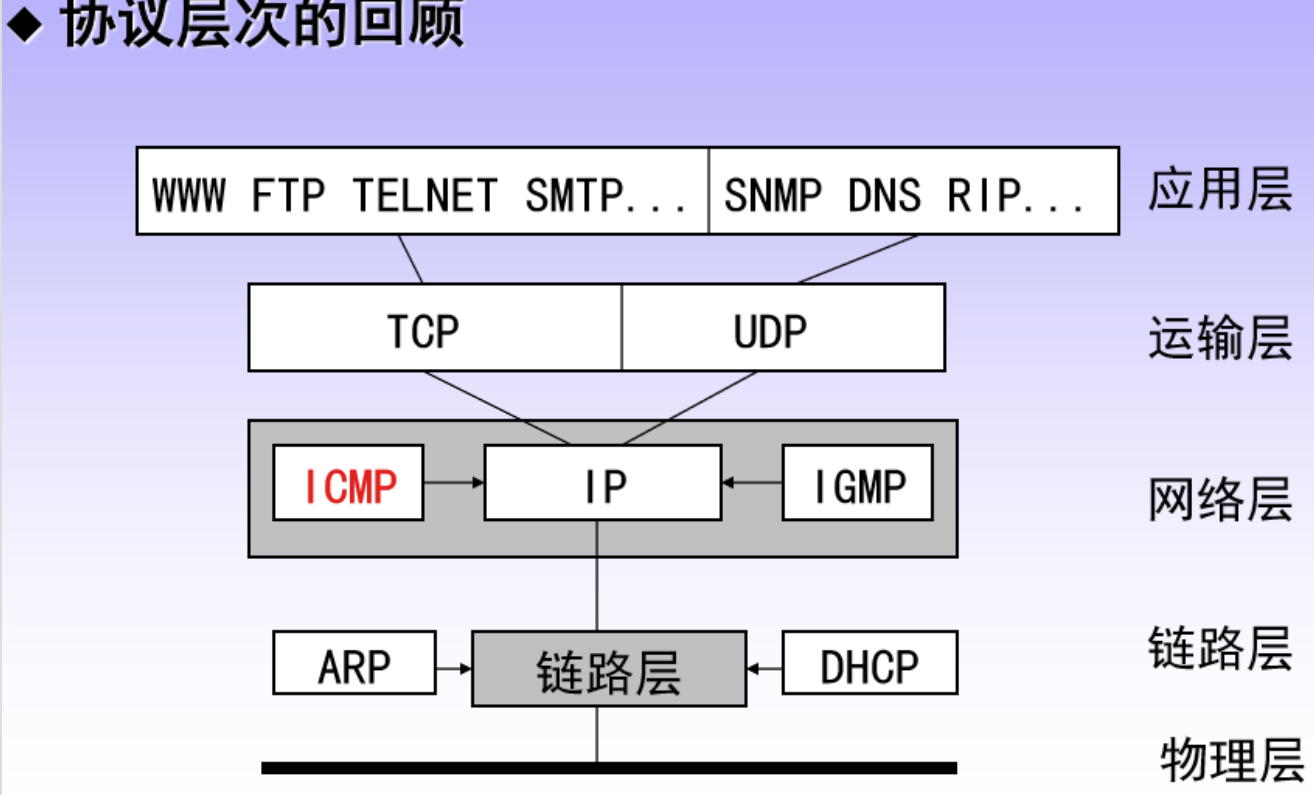 ◆ 协议层次的回顾
WWW FTP TELNET SMTP... SNMP DNS RIP... 应用层
TCP UDP 运输层
ICMP IP IGMP 网络层
ARP 链路层 DHCP 链路层
物理层